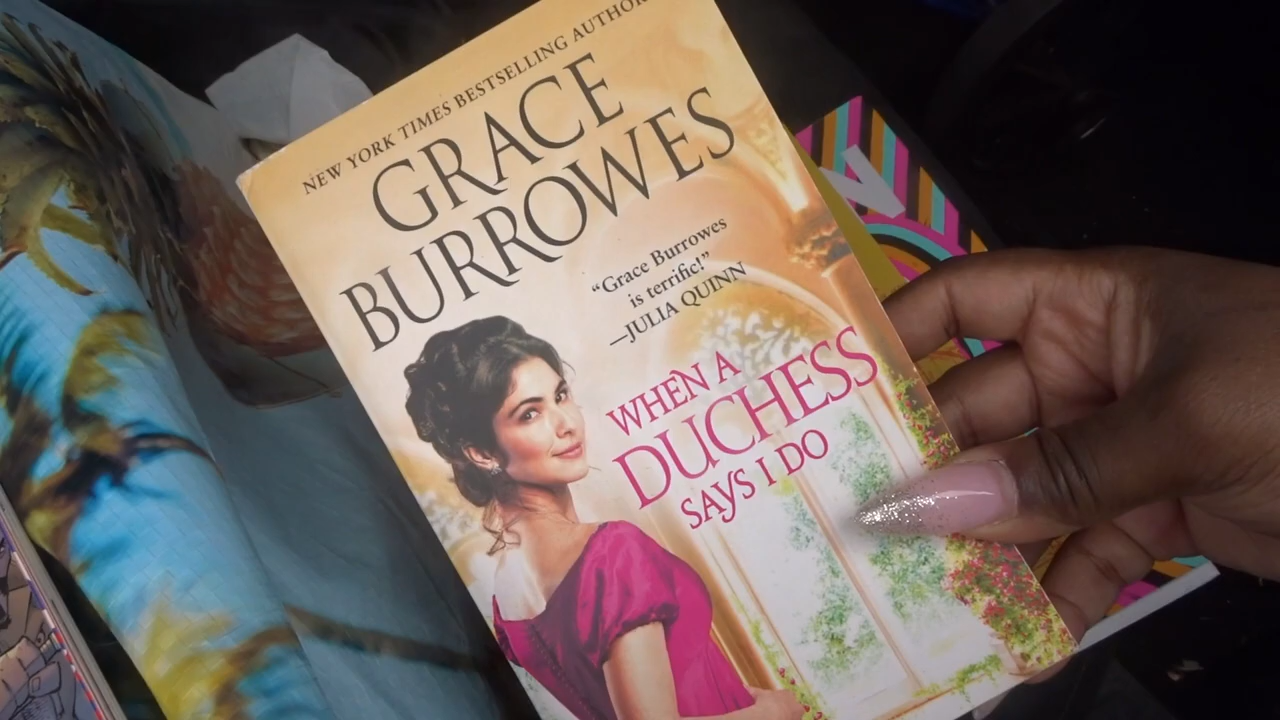 NEW YORK TIMES BESTSELLING AUTHOR
GRACE
BURROWES
“Grace Burrowes
is terrific!”
—JULIA QUINN
WHEN A
DUCHESS
SAYS I DO